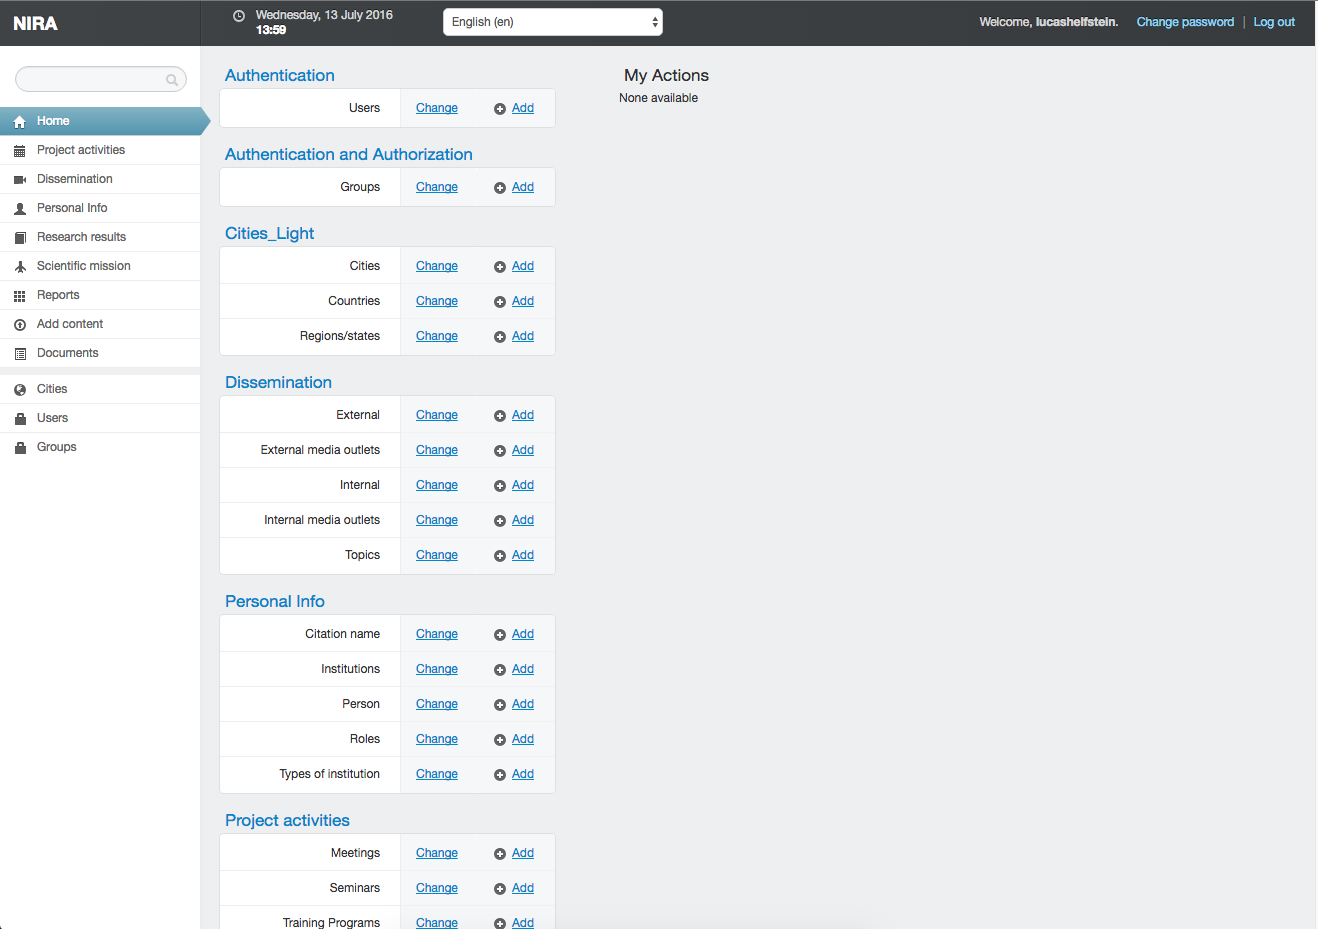 NIRA
Wednesday, 13 July 2016
13:59
English (en)
Welcome, lucashelfstein. Change password | Log out
Home
Project activities
Dissemination
Personal Info
Research results
Scientific mission
Reports
Add content
Documents
Cities
Users
Groups
Authentication
Users Change Add
Authentication and Authorization
Groups Change Add
Cities_Light
Cities Change Add
Countries Change Add
Regions/states Change Add
Dissemination
External Change Add
External media outlets Change Add
Internal Change Add
Internal media outlets Change Add
Topics Change Add
Personal Info
Citation name Change Add
Institutions Change Add
Person Change Add
Roles Change Add
Types of institution Change Add
Project activities
Meetings Change Add
Seminars Change Add
Training Programs Change Add
My Actions
None available